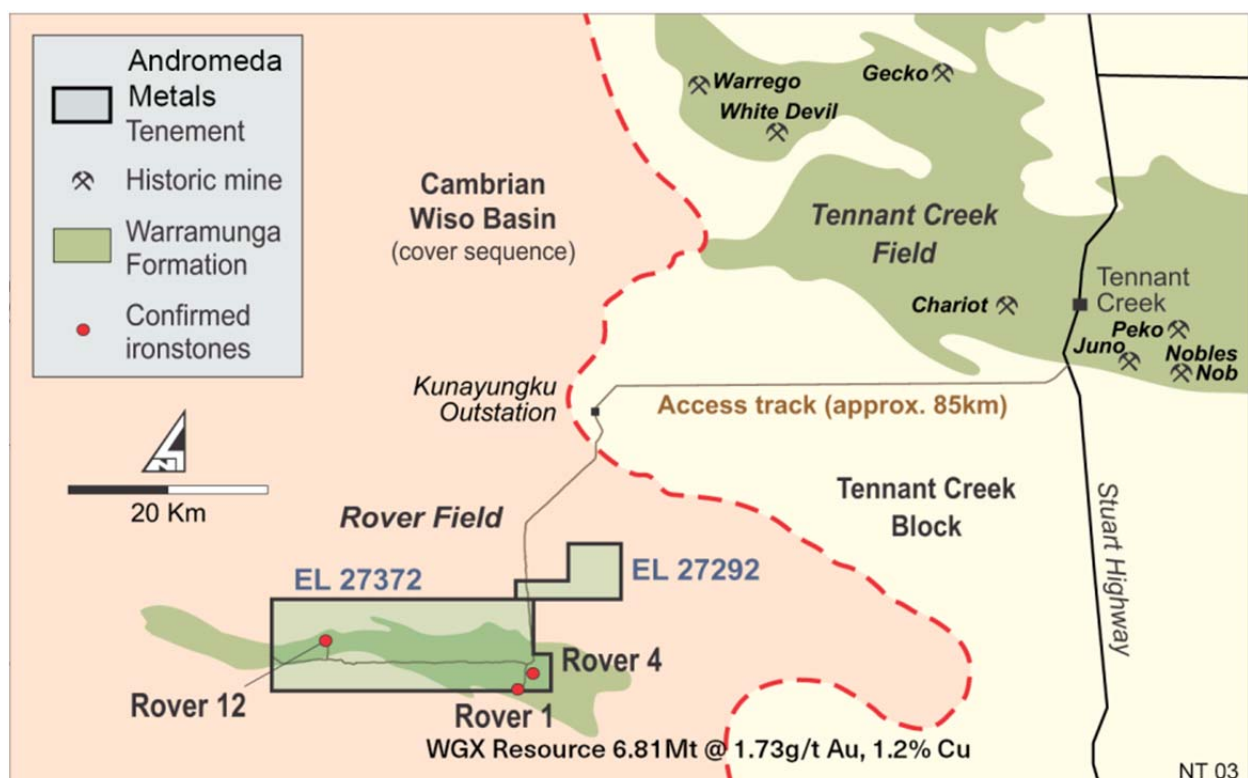 Andromeda
Metals
Tenement
Historic mine
Warramunga
Formation
Confirmed
ironstones
N
20 Km
Cambrian
Wiso Basin
(cover sequence)
Warrego
White Devil
Gecko
Tennant Creek
Field
Chariot
Tennant
Creek
Peko
Juno
Nobles
Nob
Kunayungku
Outstation
Access track (approx. 85km)
Tennant Creek
Block
Stuart Highway
Rover Field
EL 27372
EL 27292
Rover 12
Rover 4
Rover 1
WGX Resource 6.81Mt @ 1.73g/t Au, 1.2% Cu
NT 03